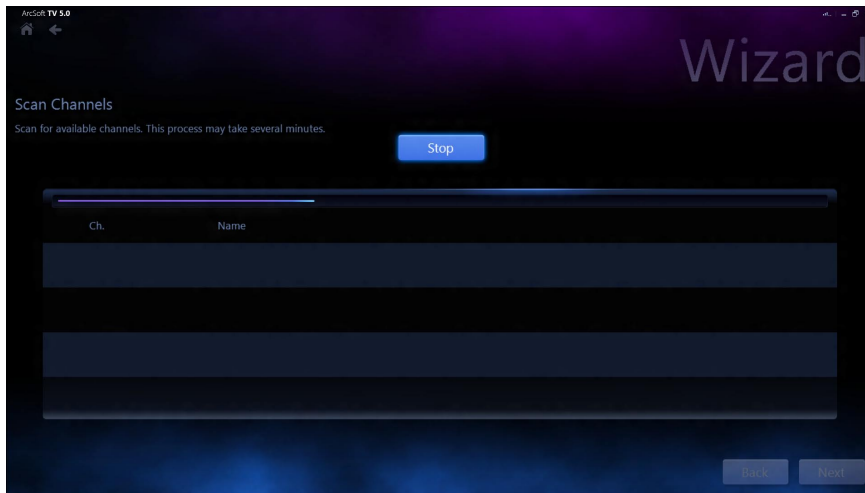 ArcSoft TV 5.0
Wizard
Scan Channels
Scan for available channels. This process may take several minutes.
Stop
Ch. Name
Back Next